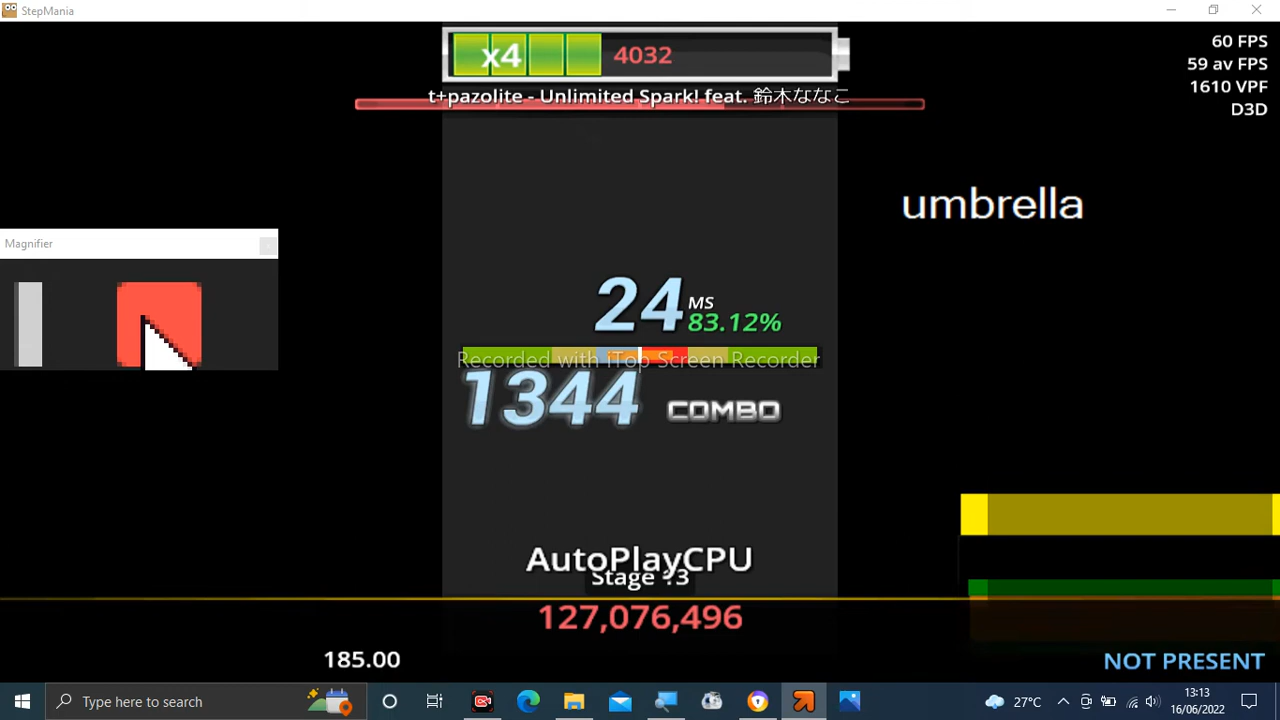 StepMania
x4
4032
60 FPS
59 av FPS
1610 VPF
D3D
t+pazolite - Unlimited Spark! feat. 鈴木ななこ
umbrella
Magnifier
24
MS
83.12%
Recorded with iTop Screen Recorder
1344 COMBO
AutoPlayCPU
127,076,496
185.00
NOT PRESENT
Type here to search
27°C
13:13
16/06/2022